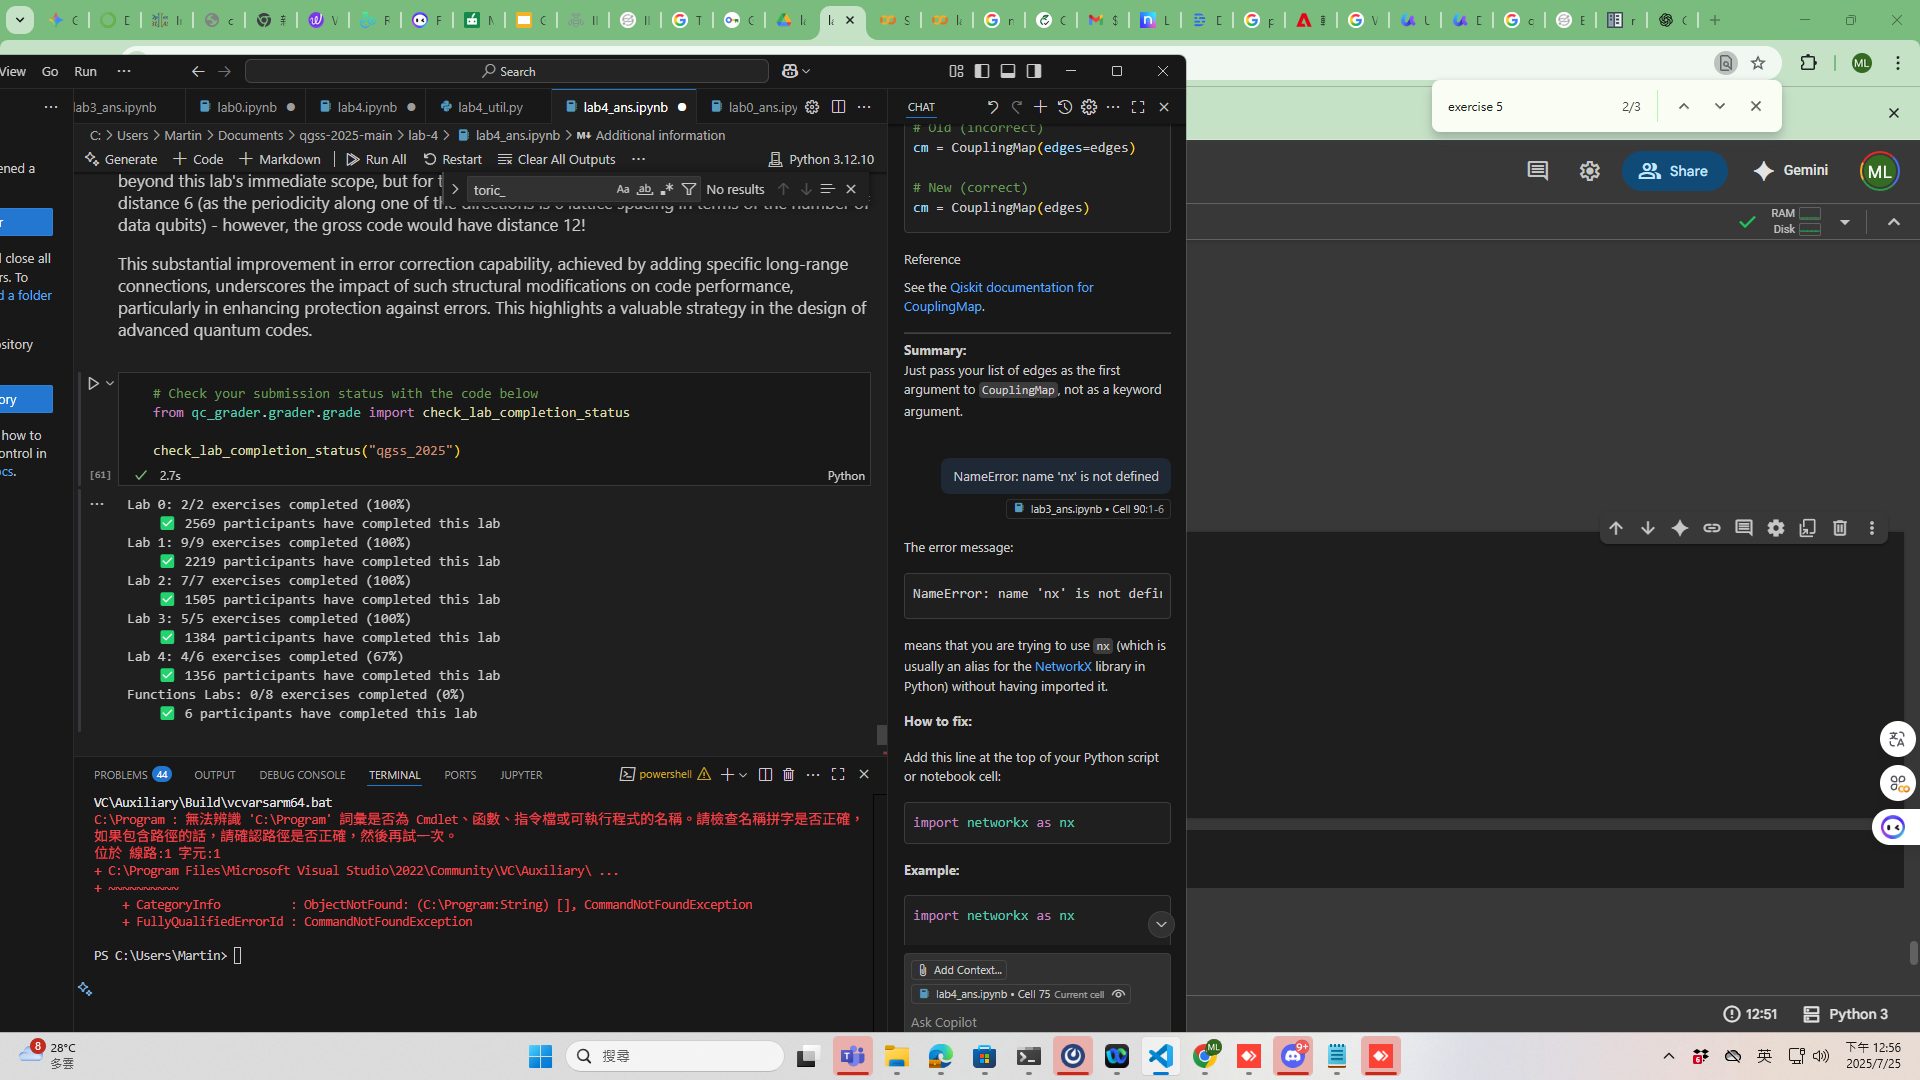 exercise 5
2/3
View
Go
Run
Search
lab3_ans.ipynb
lab0.ipynb
lab4.ipynb
lab4_util.py
lab4_ans.ipynb
lab0_ans.ipy
CHAT
C: > Users > Martin > Documents > qgss-2025-main > lab-4 > lab4_ans.ipynb > Additional information
Generate
Code
Markdown
Run All
Restart
Clear All Outputs
Python 3.12.10
toric_
No results
beyond this lab's immediate scope, but for t
data qubits) - however, the gross code would have distance 12!
This substantial improvement in error correction capability, achieved by adding specific long-range
connections, underscores the impact of such structural modifications on code performance,
particularly in enhancing protection against errors. This highlights a valuable strategy in the design of
advanced quantum codes.
# Check your submission status with the code below
from qc_grader.grader.grade import check_lab_completion_status
check_lab_completion_status("qgss_2025")
[61]
2.7s
Python
Lab 0: 2/2 exercises completed (100%)
✅ 2569 participants have completed this lab
Lab 1: 9/9 exercises completed (100%)
✅ 2219 participants have completed this lab
Lab 2: 7/7 exercises completed (100%)
✅ 1505 participants have completed this lab
Lab 3: 5/5 exercises completed (100%)
✅ 1384 participants have completed this lab
Lab 4: 4/6 exercises completed (67%)
✅ 1356 participants have completed this lab
Functions Labs: 0/8 exercises completed (0%)
✅ 6 participants have completed this lab
PROBLEMS 44
OUTPUT
DEBUG CONSOLE
TERMINAL
PORTS
JUPYTER
powershell
VC\Auxiliary\Build\vcvarsarm64.bat
C:\Program : 無法辨識 'C:\Program' 詞彙是否為 Cmdlet、函數、指令檔或可執行程式的名稱。請檢查名稱拼字是否正確，
如果包含路徑的話，請確認路徑是否正確，然後再試一次。
位於 線路:1 字元:1
+ C:\Program Files\Microsoft Visual Studio\2022\Community\VC\Auxiliary\ ...
+ ~~~~~~~~~~
+ CategoryInfo : ObjectNotFound: (C:\Program:String) [], CommandNotFoundException
+ FullyQualifiedErrorId : CommandNotFoundException
PS C:\Users\Martin>
# Old (incorrect)
cm = CouplingMap(edges=edges)
# New (correct)
cm = CouplingMap(edges)
Reference
See the Qiskit documentation for
CouplingMap.
Summary:
Just pass your list of edges as the first
argument to CouplingMap, not as a keyword
argument.
NameError: name 'nx' is not defined
lab3_ans.ipynb • Cell 90:1-6
The error message:
NameError: name 'nx' is not defi
means that you are trying to use nx (which is
usually an alias for the NetworkX library in
Python) without having imported it.
How to fix:
Add this line at the top of your Python script
or notebook cell:
import networkx as nx
Example:
import networkx as nx
Add Context...
lab4_ans.ipynb • Cell 75 Current cell
Ask Copilot
ened a
d close all
rs. To
d a folder
ository
ory
how to
ontrol in
ocs.
Share
Gemini
ML
RAM
Disk
12:51
Python 3
28°C
多雲
搜尋
英
下午 12:56
2025/7/25